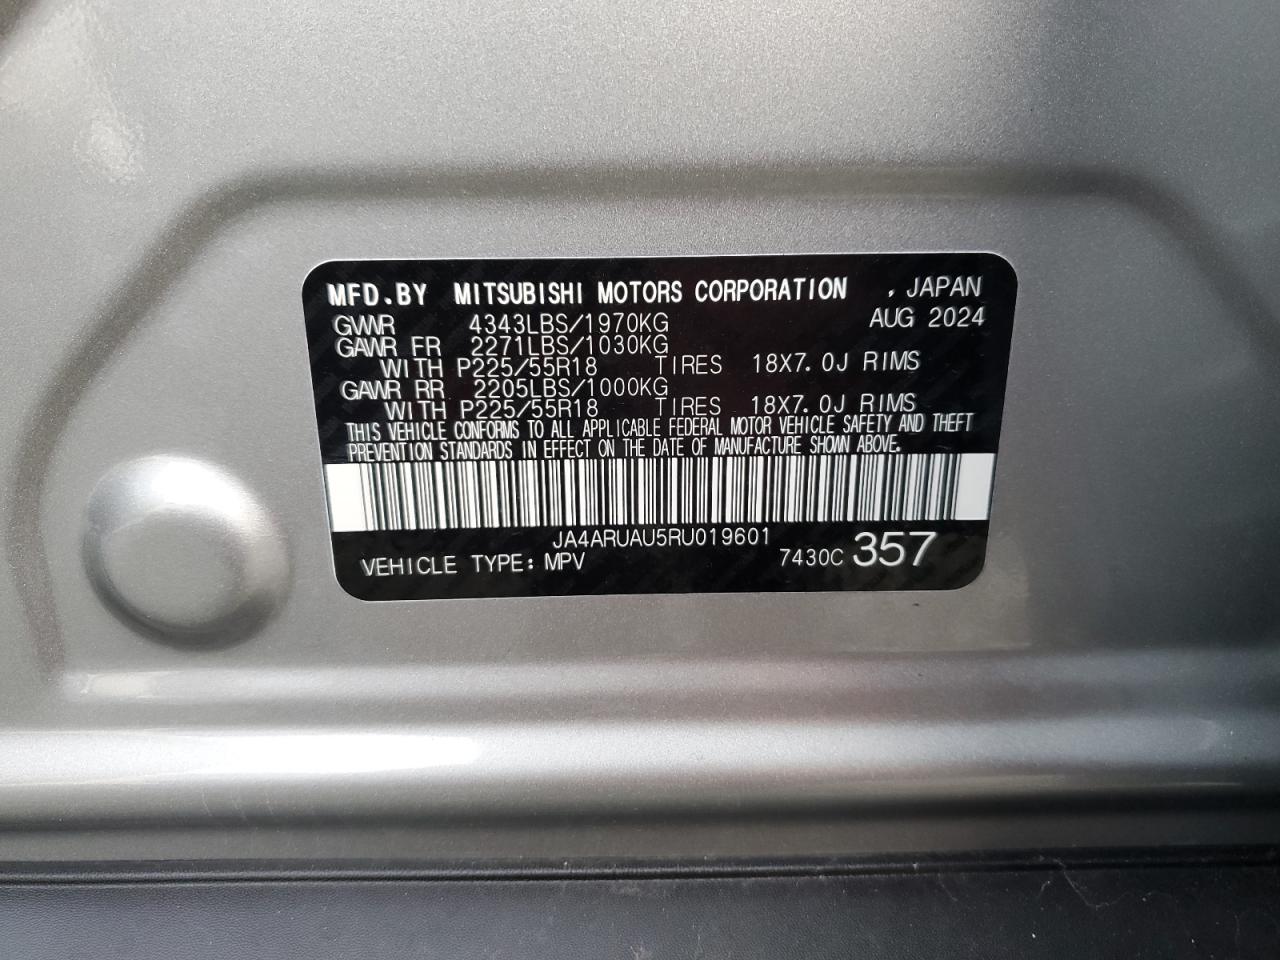 MFD.BY MITSUBISHI MOTORS CORPORATION , JAPAN
GVWR 4343LBS/1970KG AUG 2024
GAWR FR 2271LBS/1030KG
WITH P225/55R18 TIRES 18X7.0J RIMS
GAWR RR 2205LBS/1000KG
WITH P225/55R18 TIRES 18X7.0J RIMS
THIS VEHICLE CONFORMS TO ALL APPLICABLE FEDERAL MOTOR VEHICLE SAFETY AND THEFT
PREVENTION STANDARDS IN EFFECT ON THE DATE OF MANUFACTURE SHOWN ABOVE.
JA4ARUAU5RU019601
VEHICLE TYPE: MPV 7430C 357